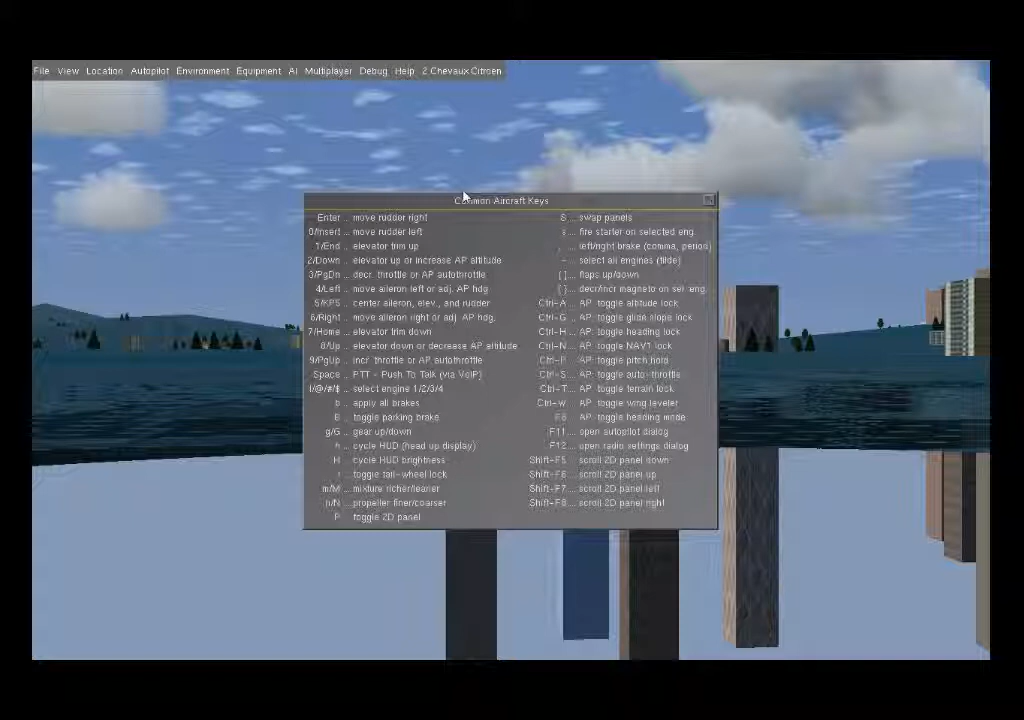 File View Location Autopilot Environment Equipment AI Multiplayer Debug Help 2 Chevaux Citroen
Common Aircraft Keys
Enter ... move rudder right
0/Insert ... move rudder left
1/End ... elevator trim up
2/Down ... elevator up or increase AP altitude
3/PgDn ... decr. throttle or AP autothrottle
4/Left ... move aileron left or adj. AP hdg.
5/KP5 ... center aileron, elev., and rudder
6/Right ... move aileron right or adj. AP hdg.
7/Home ... elevator trim down
8/Up ... elevator down or decrease AP altitude
9/PgUp ... incr. throttle or AP autothrottle
Space ... PTT - Push To Talk (via VoIP)
!/@/#/$ ... select engine 1/2/3/4
b ... apply all brakes
B ... toggle parking brake
g/G ... gear up/down
h ... cycle HUD (head up display)
H ... cycle HUD brightness
l ... toggle tail-wheel lock
m/M ... mixture richer/leaner
n/N ... propeller finer/coarser
P ... toggle 2D panel
S ... swap panels
s ... fire starter on selected eng.
, . ... left/right brake (comma, period)
~ ... select all engines (tilde)
[ ] ... flaps up/down
{ } ... decr/incr magneto on sel. eng.
Ctrl-A ... AP: toggle altitude lock
Ctrl-G ... AP: toggle glide slope lock
Ctrl-H ... AP: toggle heading lock
Ctrl-N ... AP: toggle NAV1 lock
Ctrl-P ... AP: toggle pitch hold
Ctrl-S ... AP: toggle auto-throttle
Ctrl-T ... AP: toggle terrain lock
Ctrl-W ... AP: toggle wing leveler
F6 ... AP: toggle heading mode
F11 ... open autopilot dialog
F12 ... open radio settings dialog
Shift-F5 ... scroll 2D panel down
Shift-F6 ... scroll 2D panel up
Shift-F7 ... scroll 2D panel left
Shift-F8 ... scroll 2D panel right